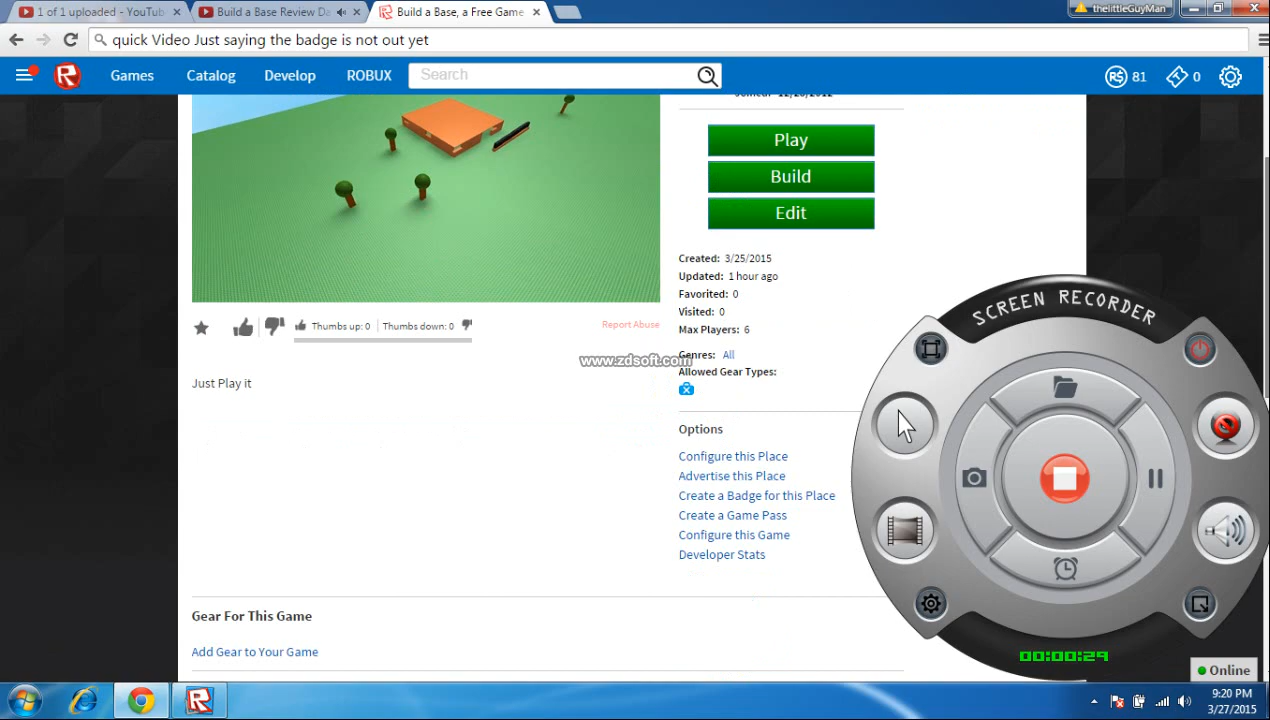 1 of 1 uploaded - YouTub
Build a Base Review Da
Build a Base, a Free Game
thelittleGuyMan
quick Video Just saying the badge is not out yet
Games
Catalog
Develop
ROBUX
Search
R$ 81
0
Joined: 12/28/2012
Play
Build
Edit
Created: 3/25/2015
Updated: 1 hour ago
Favorited: 0
Visited: 0
Max Players: 6
Thumbs up: 0
Thumbs down: 0
Report Abuse
www.zdsoft.com
Genres: All
Allowed Gear Types:
Just Play it
Options
Configure this Place
Advertise this Place
Create a Badge for this Place
Create a Game Pass
Configure this Game
Developer Stats
Gear For This Game
Add Gear to Your Game
SCREEN RECORDER
00:00:29
Online
9:20 PM
3/27/2015